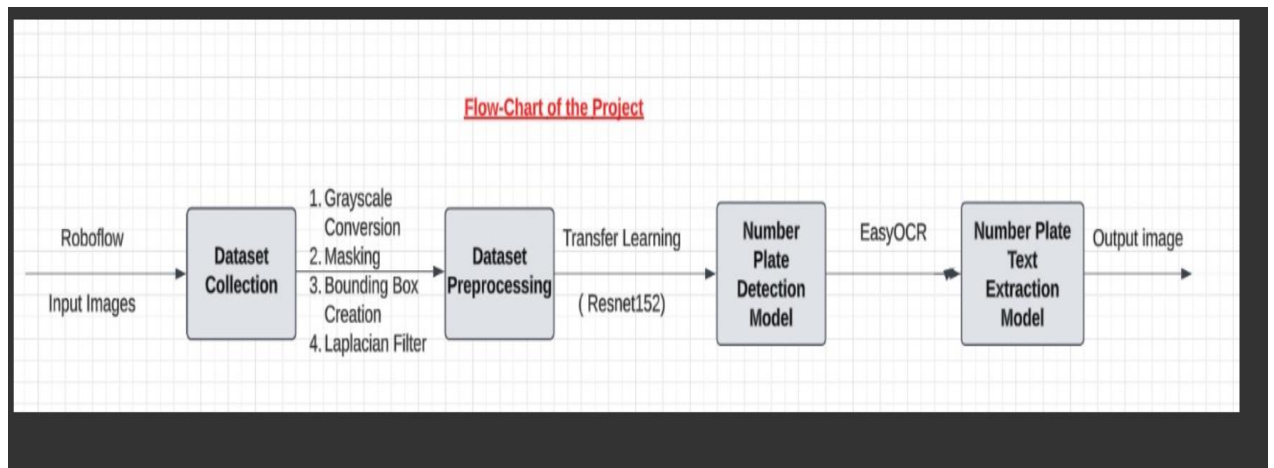 Flow-Chart of the Project
Roboflow
Input Images
Dataset
Collection
1. Grayscale
Conversion
2. Masking
3. Bounding Box
Creation
4. Laplacian Filter
Dataset
Preprocessing
Transfer Learning
( Resnet152)
Number
Plate
Detection
Model
EasyOCR
Number Plate
Text
Extraction
Model
Output image